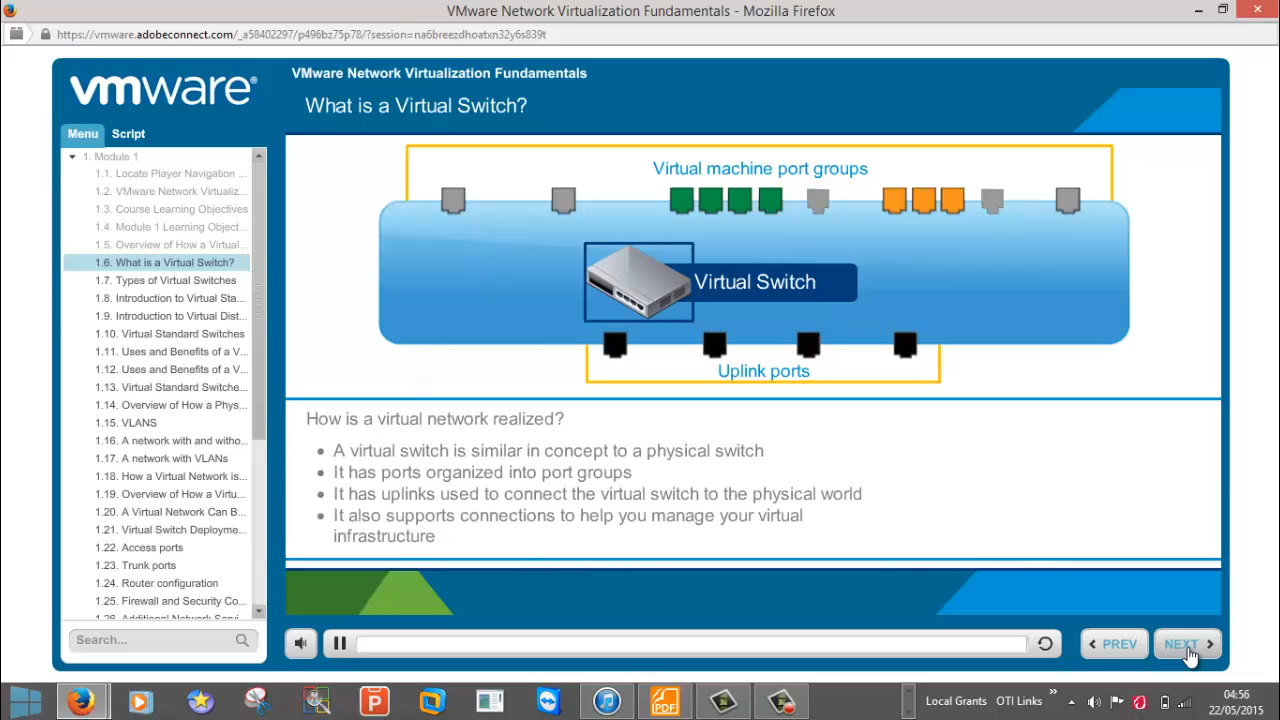 VMware Network Virtualization Fundamentals - Mozilla Firefox
https://vmware.adobeconnect.com/_a58402297/p496bz75p78/?session=na6breezdhoatxn32y6s839t
vmware®
VMware Network Virtualization Fundamentals
What is a Virtual Switch?
Menu Script
1. Module 1
1.1. Locate Player Navigation ...
1.2. VMware Network Virtualiz...
1.3. Course Learning Objectives
1.4. Module 1 Learning Object...
1.5. Overview of How a Virtual...
1.6. What is a Virtual Switch?
1.7. Types of Virtual Switches
1.8. Introduction to Virtual Sta...
1.9. Introduction to Virtual Dist...
1.10. Virtual Standard Switches
1.11. Uses and Benefits of a V...
1.12. Uses and Benefits of a V...
1.13. Virtual Standard Switche...
1.14. Overview of How a Phys...
1.15. VLANS
1.16. A network with and witho...
1.17. A network with VLANs
1.18. How a Virtual Network is...
1.19. Overview of How a Virtu...
1.20. A Virtual Network Can B...
1.21. Virtual Switch Deployme...
1.22. Access ports
1.23. Trunk ports
1.24. Router configuration
1.25. Firewall and Security Co...
1.26. Additional Network Servi...
Search...
Virtual machine port groups
Virtual Switch
Uplink ports
How is a virtual network realized?
• A virtual switch is similar in concept to a physical switch
• It has ports organized into port groups
• It has uplinks used to connect the virtual switch to the physical world
• It also supports connections to help you manage your virtual
infrastructure
PREV
NEXT
Local Grants OTI Links
04:56
22/05/2015